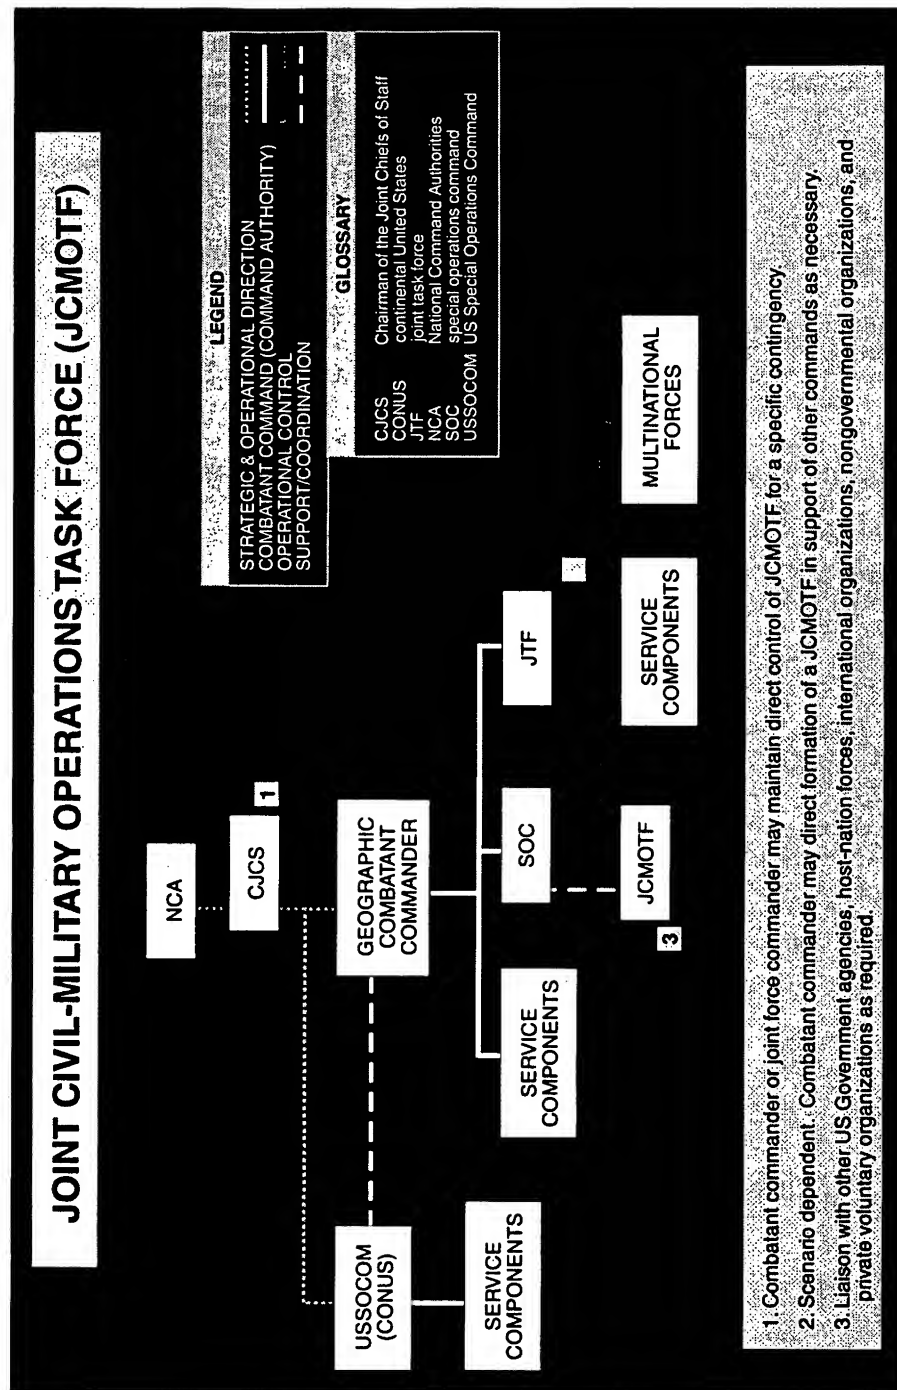 JOINT CIVIL-MILITARY OPERATIONS TASK FORCE (JCMOTF)
LEGEND
STRATEGIC & OPERATIONAL DIRECTION
COMBATANT COMMAND (COMMAND AUTHORITY)
OPERATIONAL CONTROL
SUPPORT/COORDINATION
GLOSSARY
CJCS Chairman of the Joint Chiefs of Staff
CONUS continental United States
JTF joint task force
NCA National Command Authorities
SOC special operations command
USSOCOM US Special Operations Command
NCA
CJCS
1
USSOCOM
(CONUS)
GEOGRAPHIC
COMBATANT
COMMANDER
SERVICE
COMPONENTS
SERVICE
COMPONENTS
SOC
JTF
3
JCMOTF
SERVICE
COMPONENTS
MULTINATIONAL
FORCES
1. Combatant commander or joint force commander may maintain direct control of JCMOTF for a specific contingency.
2. Scenario dependent. Combatant commander may direct formation of a JCMOTF in support of other commands as necessary.
3. Liaison with other US Government agencies, host-nation forces, international organizations, nongovernmental organizations, and
private voluntary organizations as required.